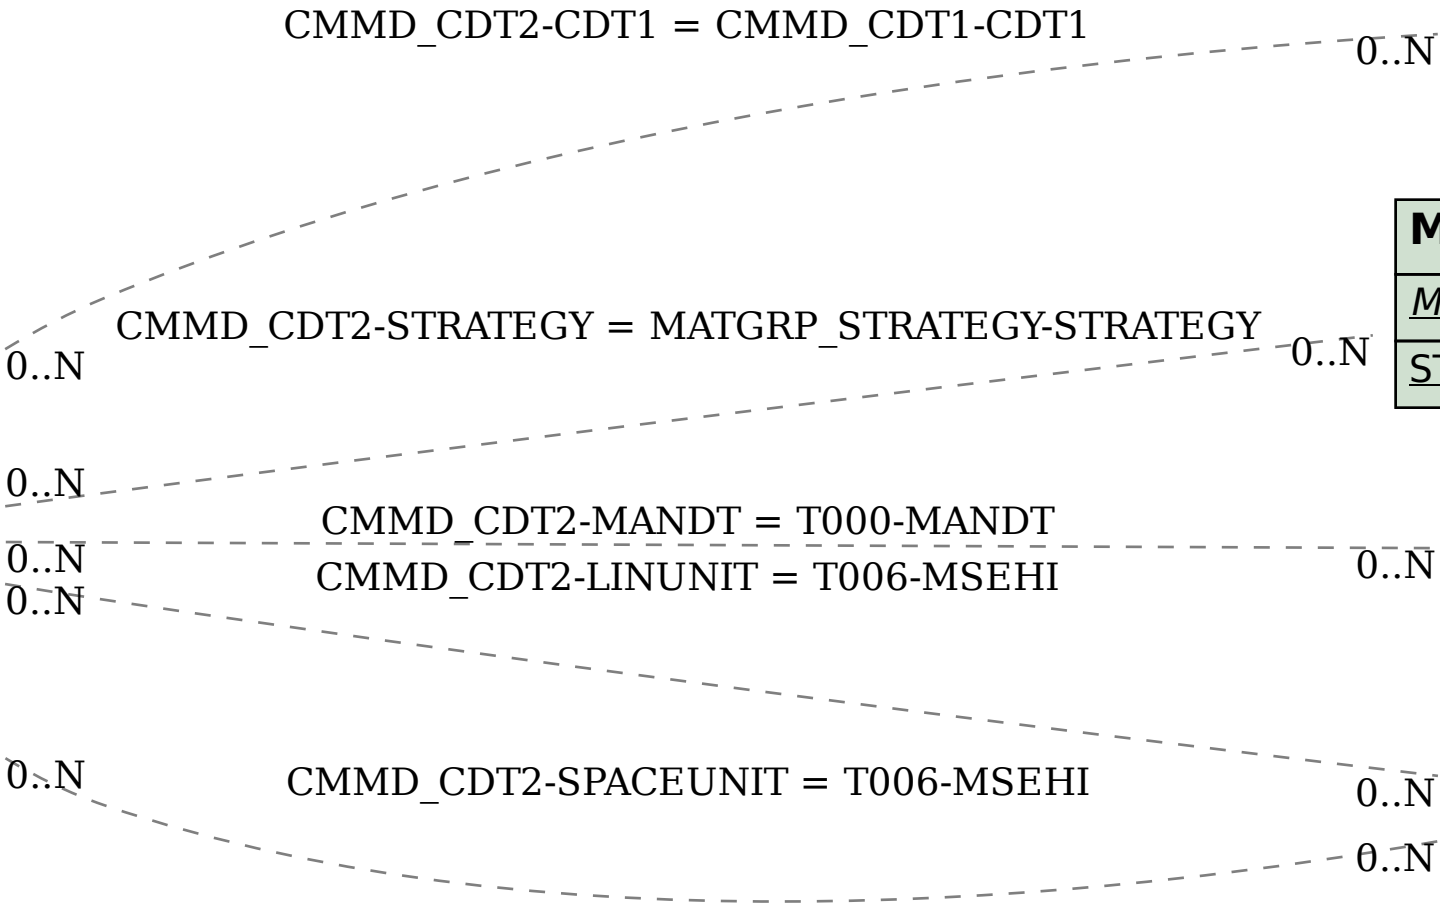 CMMD_CDT2-CDT1 = CMMD_CDT1-CDT1
0..N
CMMD_CDT2-STRATEGY = MATGRP_STRATEGY-STRATEGY
0..N
0..N
0..N
CMMD_CDT2-MANDT = T000-MANDT
0..N
0..N
CMMD_CDT2-LINUNIT = T006-MSEHI
0..N
0..N
CMMD_CDT2-SPACEUNIT = T006-MSEHI
0..N
0..N